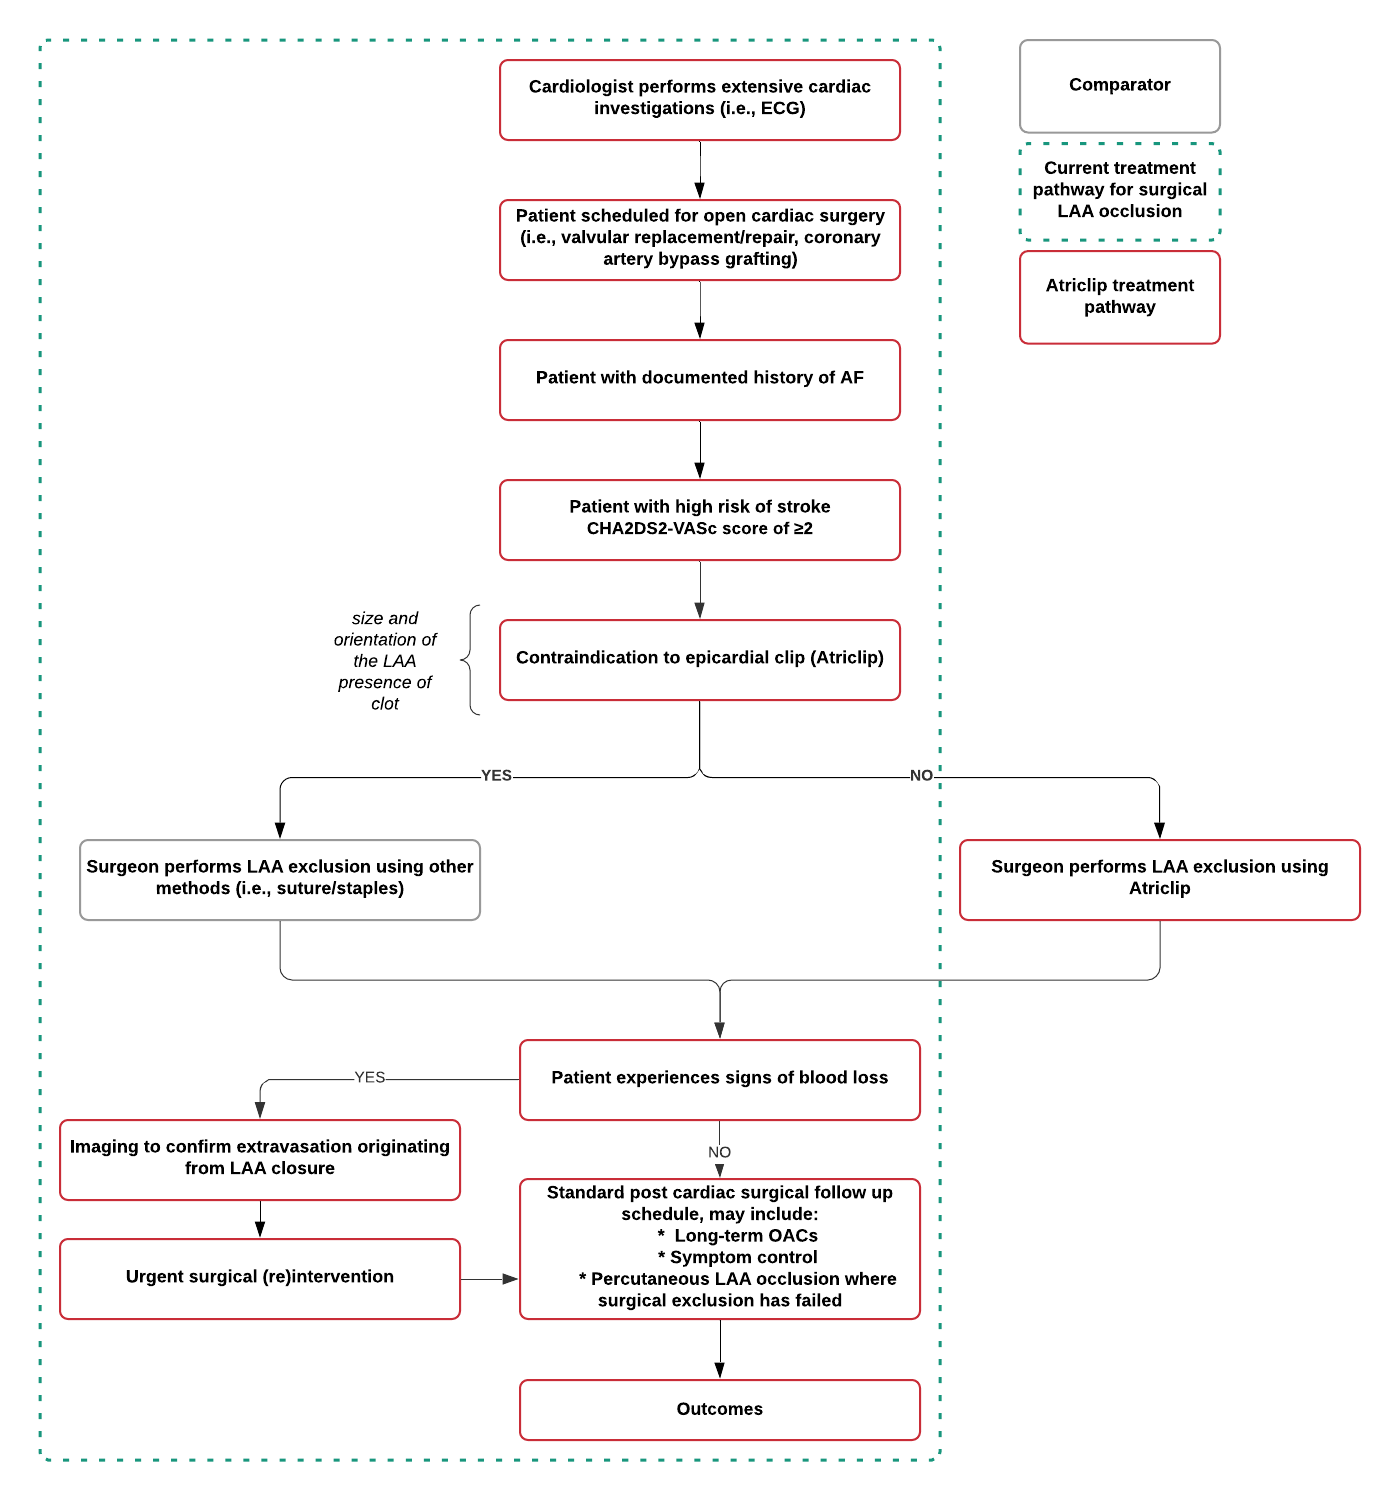 Cardiologist performs extensive cardiac
investigations (i.e., ECG)
Comparator
Current treatment
pathway for surgical
LAA occlusion
Atriclip treatment
pathway
Patient scheduled for open cardiac surgery
(i.e., valvular replacement/repair, coronary
artery bypass grafting)
Patient with documented history of AF
Patient with high risk of stroke
CHA2DS2-VASc score of ≥2
size and
orientation of
the LAA
presence of
clot
Contraindication to epicardial clip (Atriclip)
YES
NO
Surgeon performs LAA exclusion using other
methods (i.e., suture/staples)
Surgeon performs LAA exclusion using
Atriclip
Patient experiences signs of blood loss
YES
NO
Imaging to confirm extravasation originating
from LAA closure
Urgent surgical (re)intervention
Standard post cardiac surgical follow up
schedule, may include:
* Long-term OACs
* Symptom control
* Percutaneous LAA occlusion where
surgical exclusion has failed
Outcomes